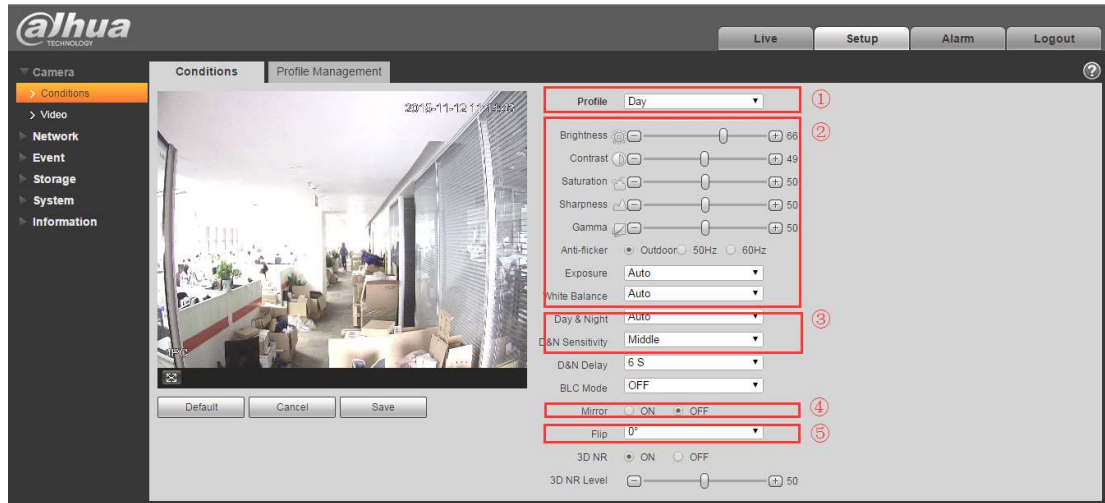 alhua
TECHNOLOGY
Live Setup Alarm Logout
Camera
Conditions
Video
Network
Event
Storage
System
Information
Conditions Profile Management
IPC
Default Cancel Save
Profile Day ①
Brightness 66 ②
Contrast 49
Saturation 50
Sharpness 50
Gamma 50
Anti-flicker Outdoor 50Hz 60Hz
Exposure Auto
White Balance Auto
Day & Night Auto ③
D&N Sensitivity Middle
D&N Delay 6 S
BLC Mode OFF
Mirror ON OFF ④
Flip 0° ⑤
3D NR ON OFF
3D NR Level 50